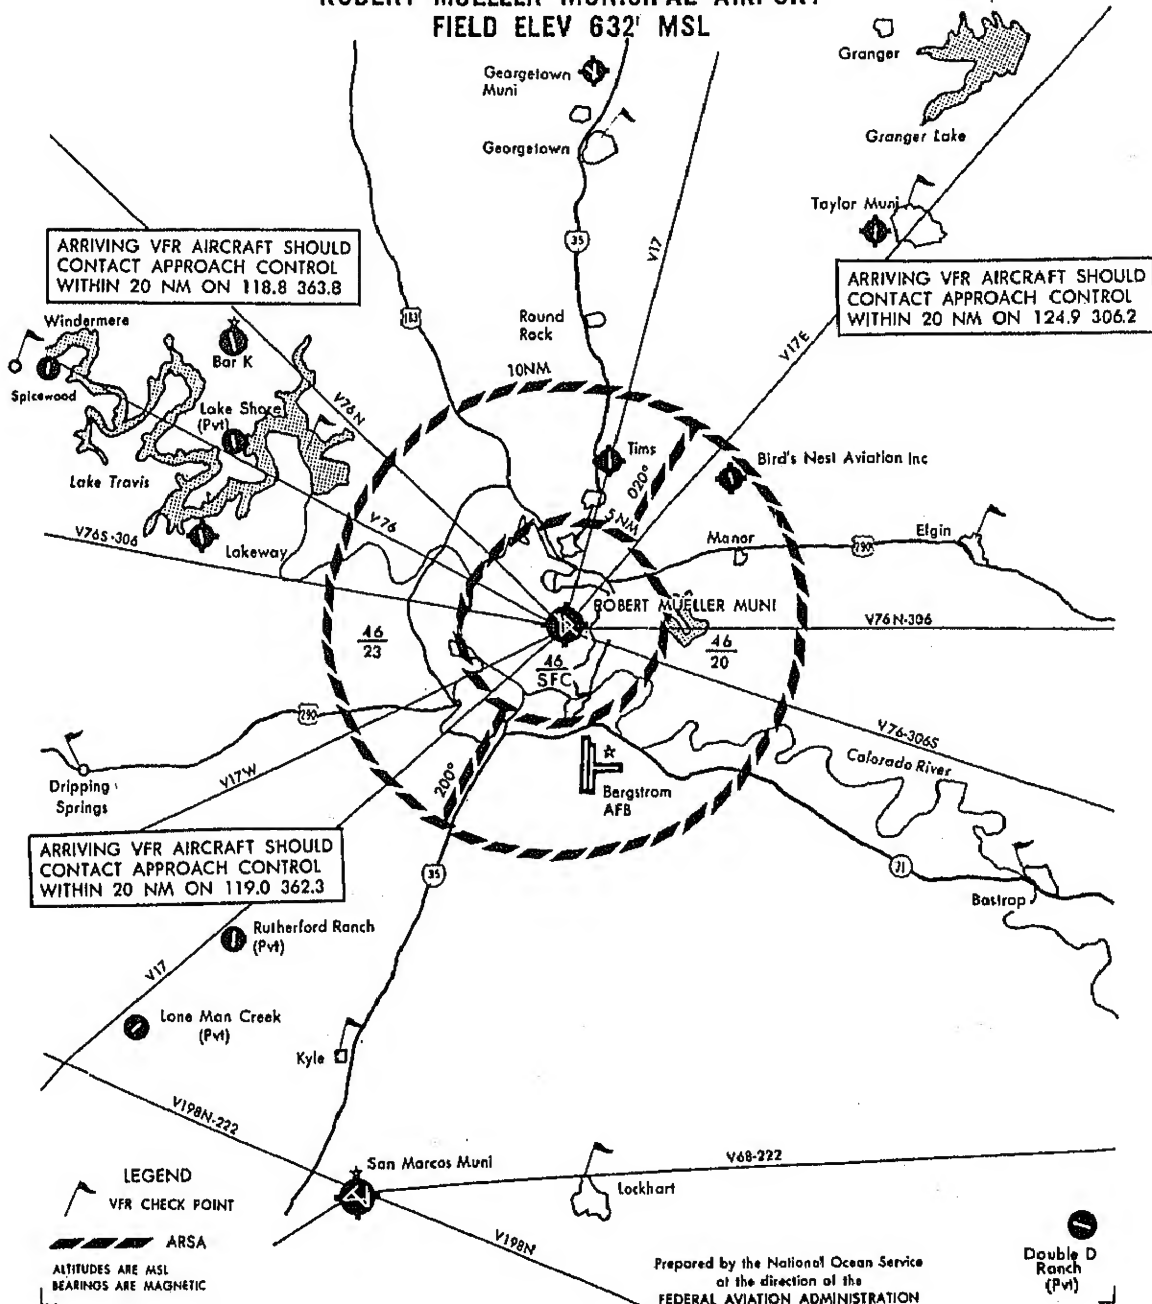 ROBERT MUELLER MUNICIPAL AIRPORT
FIELD ELEV 632' MSL
Granger
Granger Lake
Georgetown
Muni
Georgetown
Taylor Muni
35
V17
ARRIVING VFR AIRCRAFT SHOULD
CONTACT APPROACH CONTROL
WITHIN 20 NM ON 118.8 363.8
ARRIVING VFR AIRCRAFT SHOULD
CONTACT APPROACH CONTROL
WITHIN 20 NM ON 124.9 306.2
Windermere
183
Round
Rock
V17E
Bar K
Spicewood
10NM
V76N
Lake Shore
(Pvt)
Tims
Bird's Nest Aviation Inc
Lake Travis
020°
5NM
V76
V76S-306
Lakeway
Manor
290
Elgin
ROBERT MUELLER MUNI
V76N-306
46
23
46
SFC
46
20
290
V76-306S
Colorado River
Dripping
Springs
V17W
200°
Bergstrom
AFB
ARRIVING VFR AIRCRAFT SHOULD
CONTACT APPROACH CONTROL
WITHIN 20 NM ON 119.0 362.3
35
71
Bastrop
Rutherford Ranch
(Pvt)
V17
Lone Man Creek
(Pvt)
Kyle
V198N-222
San Marcos Muni
V68-222
Lockhart
V198N
LEGEND
VFR CHECK POINT
ARSA
ALTITUDES ARE MSL
BEARINGS ARE MAGNETIC
Prepared by the National Ocean Service
at the direction of the
FEDERAL AVIATION ADMINISTRATION
Double D
Ranch
(Pvt)